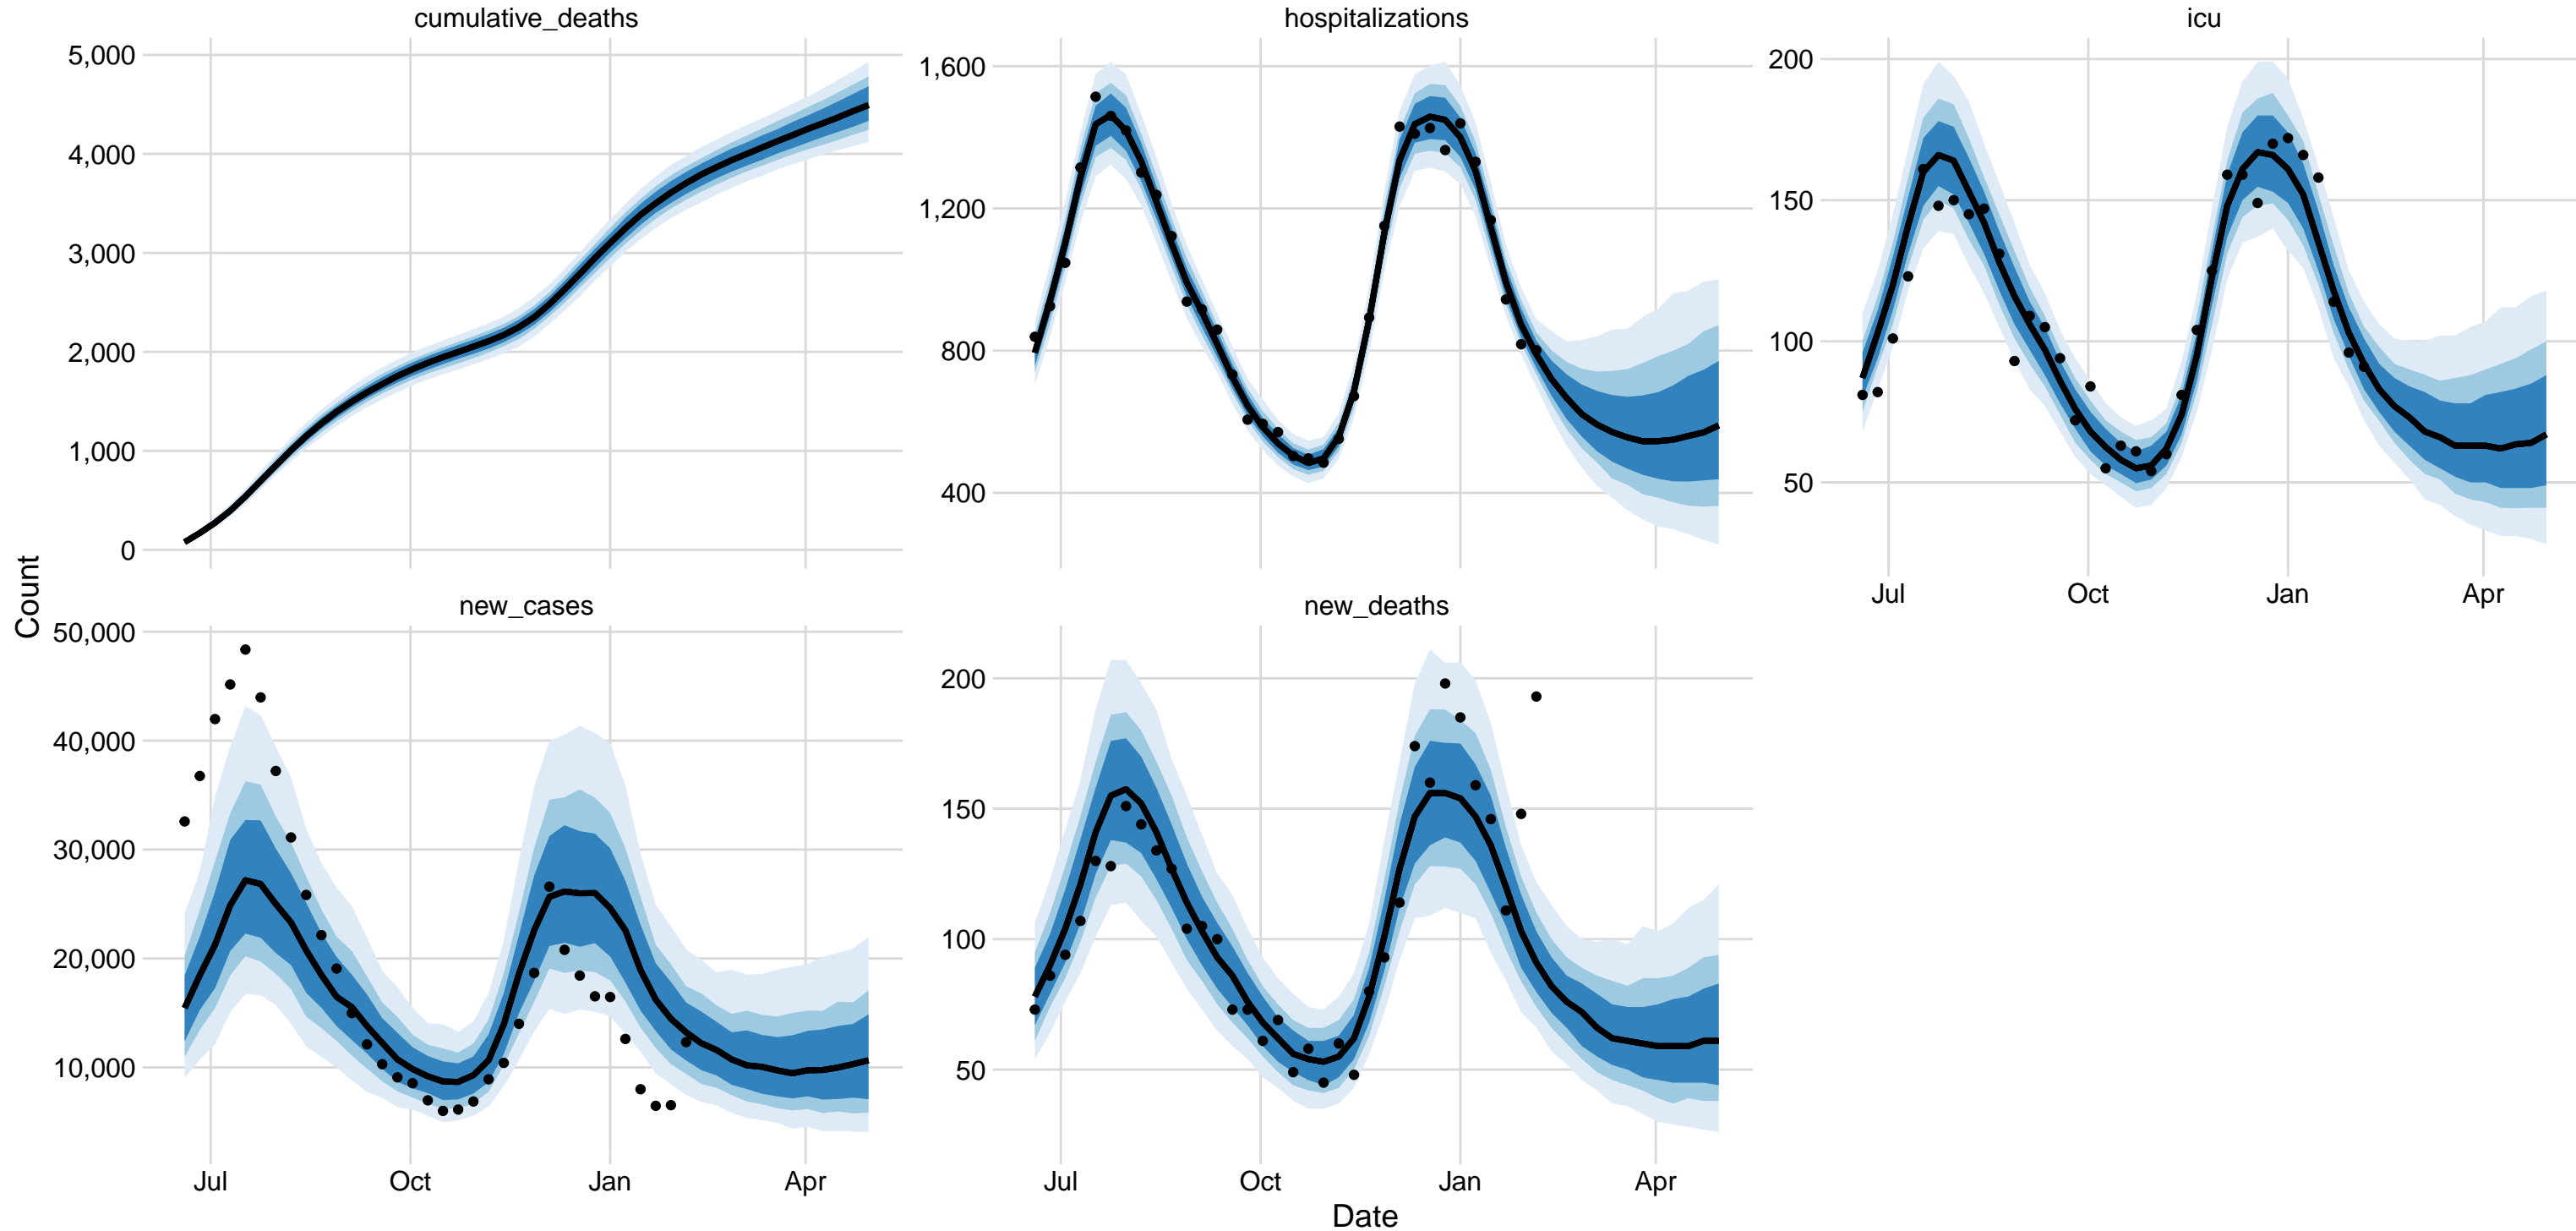 cumulative_deaths
hospitalizations
icu
5,000
4,000
3,000
2,000
1,000
0
1,600
1,200
800
400
200
150
100
50
Jul
Oct
Jan
Apr
Count
new_cases
new_deaths
50,000
40,000
30,000
20,000
10,000
200
150
100
50
Jul
Oct
Jan
Apr
Jul
Oct
Jan
Apr
Date